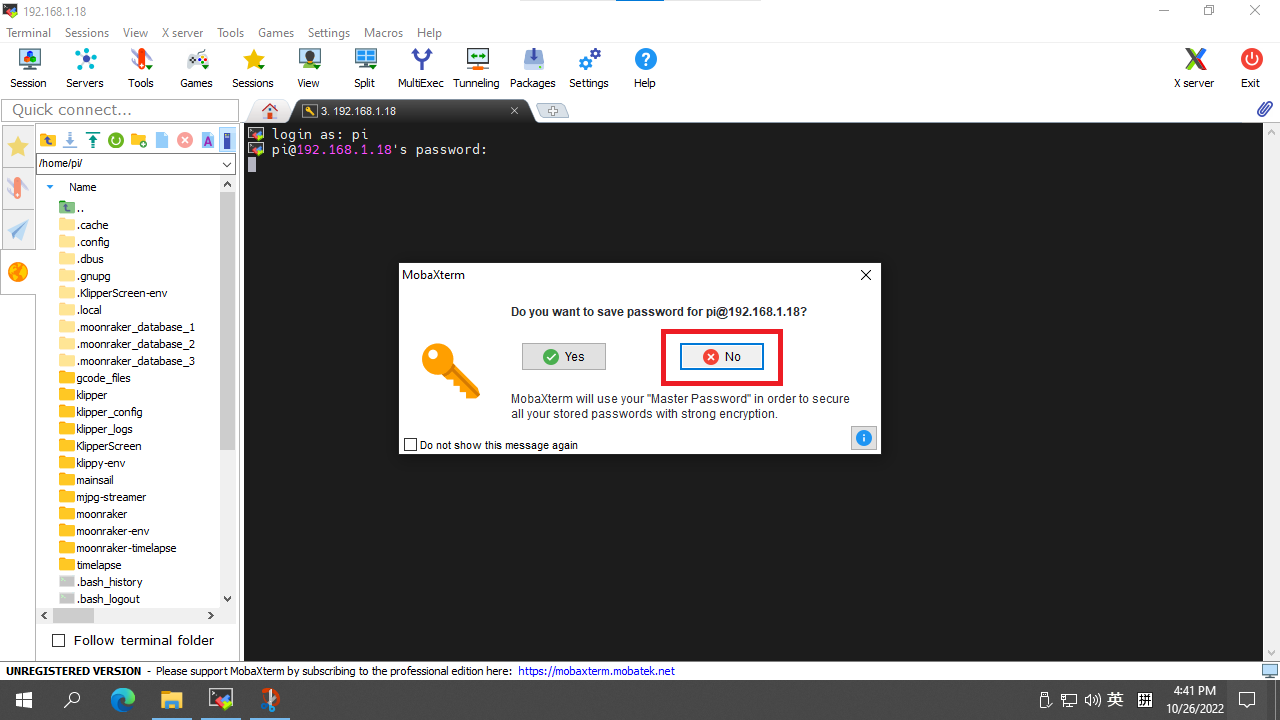 192.168.1.18
Terminal Sessions View X server Tools Games Settings Macros Help
Session Servers Tools Games Sessions View Split MultiExec Tunneling Packages Settings Help X server Exit
Quick connect...
3. 192.168.1.18
/home/pi/
Name
..
.cache
.config
.dbus
.gnupg
.KlipperScreen-env
.local
.moonraker_database_1
.moonraker_database_2
.moonraker_database_3
gcode_files
klipper
klipper_config
klipper_logs
KlipperScreen
klippy-env
mainsail
mjpg-streamer
moonraker
moonraker-env
moonraker-timelapse
timelapse
.bash_history
.bash_logout
Follow terminal folder
login as: pi
pi@192.168.1.18's password:
MobaXterm
Do you want to save password for pi@192.168.1.18?
Yes No
MobaXterm will use your "Master Password" in order to secure
all your stored passwords with strong encryption.
Do not show this message again
UNREGISTERED VERSION - Please support MobaXterm by subscribing to the professional edition here: https://mobaxterm.mobatek.net
英 拼
4:41 PM
10/26/2022